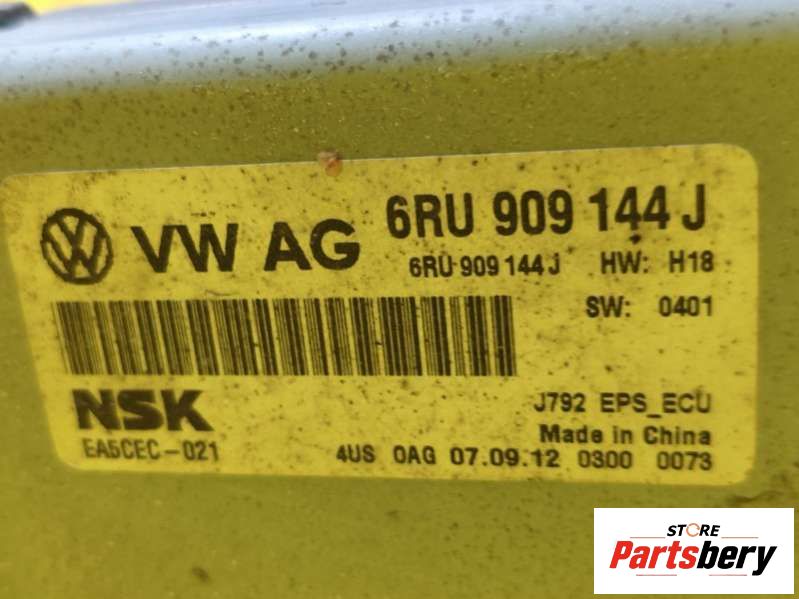 VW AG 6RU 909 144 J
6RU 909 144 J HW: H18
SW: 0401
NSK
J792 EPS_ECU
EA5CEC-021
Made in China
4US 0AG 07.09.12 0300 0073
STORE
Partsbery